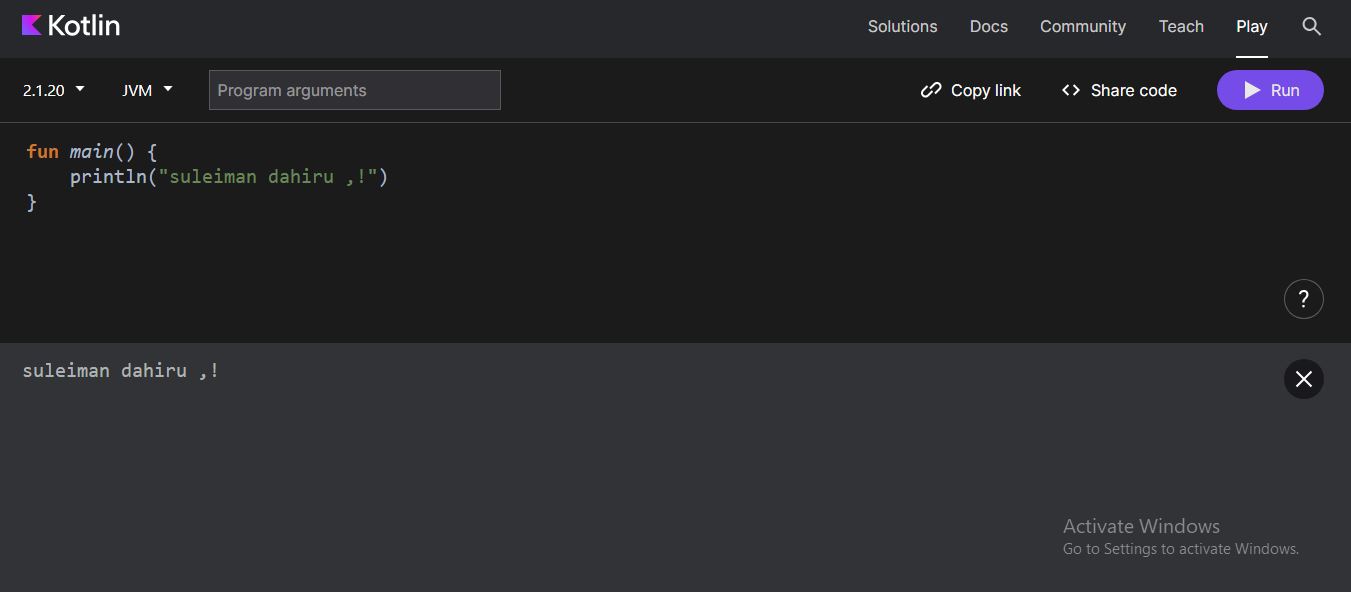 Kotlin
Solutions Docs Community Teach Play
2.1.20 JVM Program arguments Copy link <> Share code Run
fun main() {
    println("suleiman dahiru ,!")
}
?
suleiman dahiru ,!
Activate Windows
Go to Settings to activate Windows.